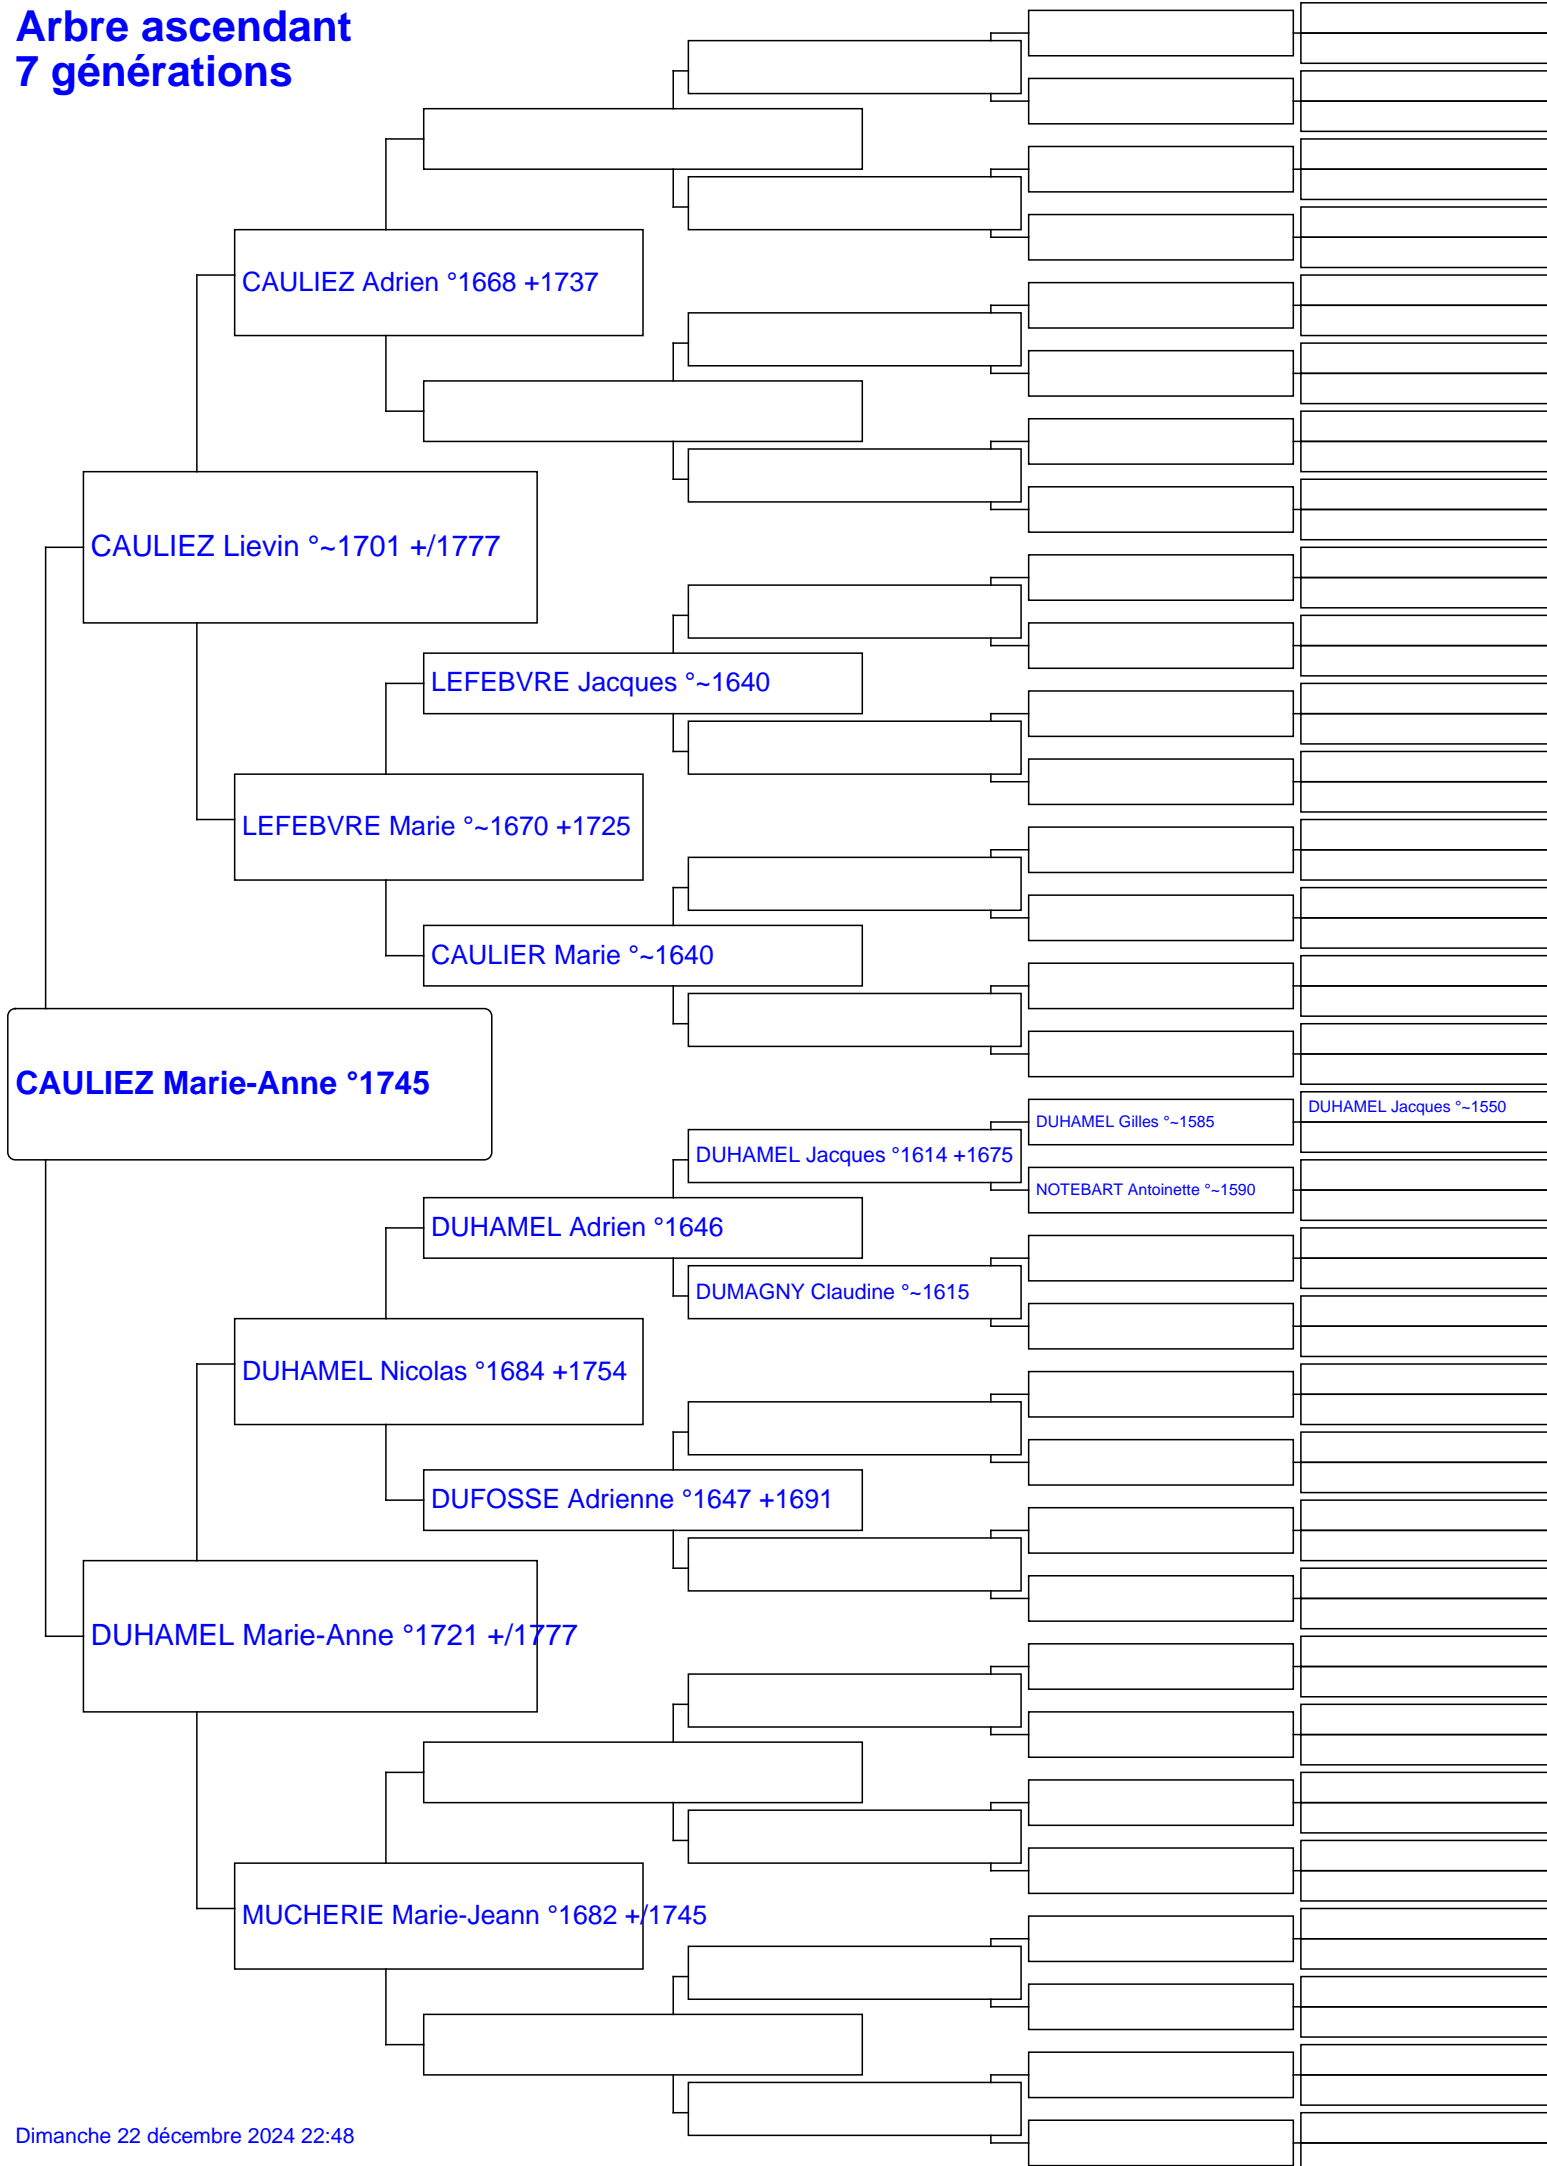 Arbre ascendant
7 générations
CAULIEZ Adrien °1668 +1737
CAULIEZ Lievin °~1701 +/1777
LEFEBVRE Jacques °~1640
LEFEBVRE Marie °~1670 +1725
CAULIER Marie °~1640
CAULIEZ Marie-Anne °1745
DUHAMEL Jacques °~1550
DUHAMEL Gilles °~1585
DUHAMEL Jacques °1614 +1675
NOTEBART Antoinette °~1590
DUHAMEL Adrien °1646
DUMAGNY Claudine °~1615
DUHAMEL Nicolas °1684 +1754
DUFOSSE Adrienne °1647 +1691
DUHAMEL Marie-Anne °1721 +/1777
MUCHERIE Marie-Jeann °1682 +/1745
Dimanche 22 décembre 2024 22:48